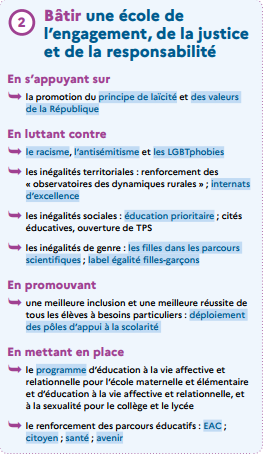 2
Bâtir une école de
l'engagement, de la justice
et de la responsabilité
En s'appuyant sur
la promotion du principe de laïcité et des valeurs
de la République
En luttant contre
le racisme, l'antisémitisme et les LGBTphobies
les inégalités territoriales : renforcement des
« observatoires des dynamiques rurales » ; internats
d'excellence
les inégalités sociales : éducation prioritaire ; cités
éducatives, ouverture de TPS
les inégalités de genre : les filles dans les parcours
scientifiques ; label égalité filles-garçons
En promouvant
une meilleure inclusion et une meilleure réussite de
tous les élèves à besoins particuliers : déploiement
des pôles d'appui à la scolarité
En mettant en place
le programme d'éducation à la vie affective et
relationnelle pour l'école maternelle et élémentaire
et d'éducation à la vie affective et relationnelle, et
à la sexualité pour le collège et le lycée
le renforcement des parcours éducatifs : EAC ;
citoyen ; santé ; avenir